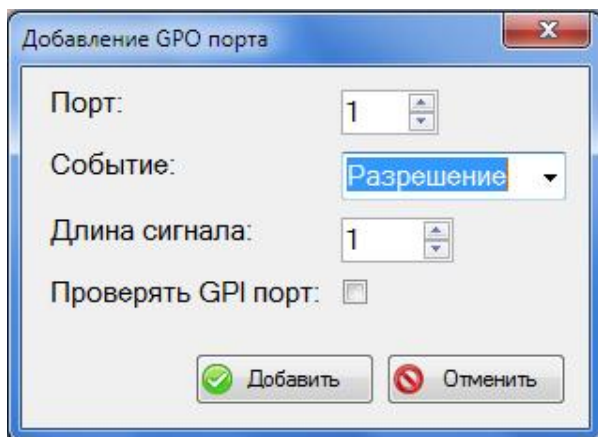 Добавление GPO порта
Порт: 1
Событие: Разрешение
Длина сигнала: 1
Проверять GPI порт:
Добавить Отменить